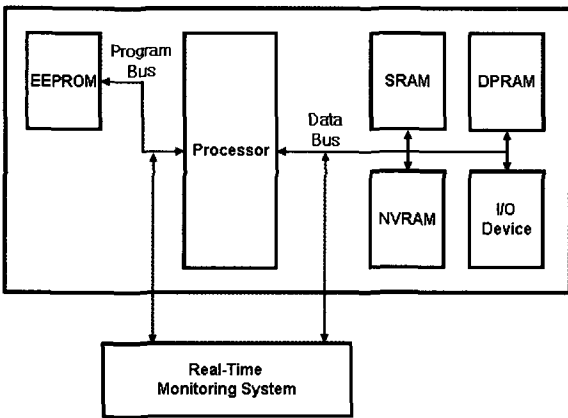 Program
Bus
EEPROM
Processor
Data
Bus
SRAM
DPRAM
NVRAM
I/O
Device
Real-Time
Monitoring System